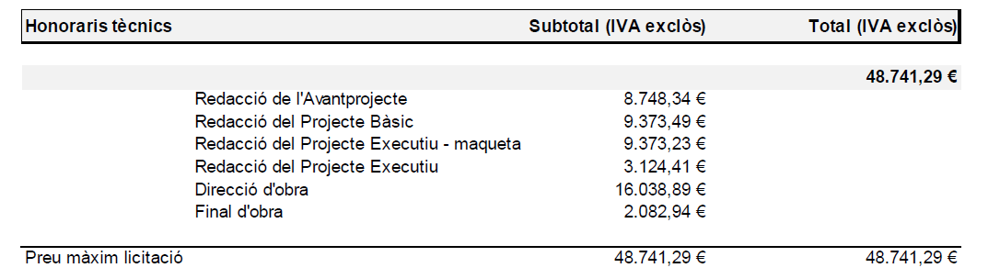 Honoraris tècnics Subtotal (IVA exclòs) Total (IVA exclòs)
48.741,29 €
Redacció de l'Avantprojecte 8.748,34 €
Redacció del Projecte Bàsic 9.373,49 €
Redacció del Projecte Executiu - maqueta 9.373,23 €
Redacció del Projecte Executiu 3.124,41 €
Direcció d'obra 16.038,89 €
Final d'obra 2.082,94 €
Preu màxim licitació 48.741,29 € 48.741,29 €